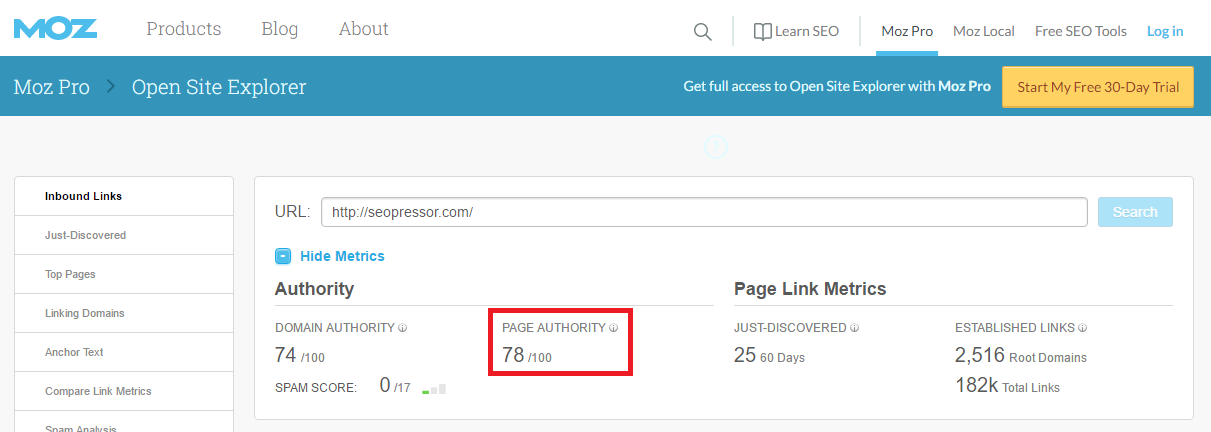 MOZ Products Blog About Learn SEO Moz Pro Moz Local Free SEO Tools Log in
Moz Pro > Open Site Explorer Get full access to Open Site Explorer with Moz Pro Start My Free 30-Day Trial
Inbound Links
Just-Discovered
Top Pages
Linking Domains
Anchor Text
Compare Link Metrics
Spam Analysis
URL: http://seopressor.com/ Search
- Hide Metrics
Authority
DOMAIN AUTHORITY
74 /100
PAGE AUTHORITY
78 /100
SPAM SCORE: 0 /17
Page Link Metrics
JUST-DISCOVERED
25 60 Days
ESTABLISHED LINKS
2,516 Root Domains
182k Total Links